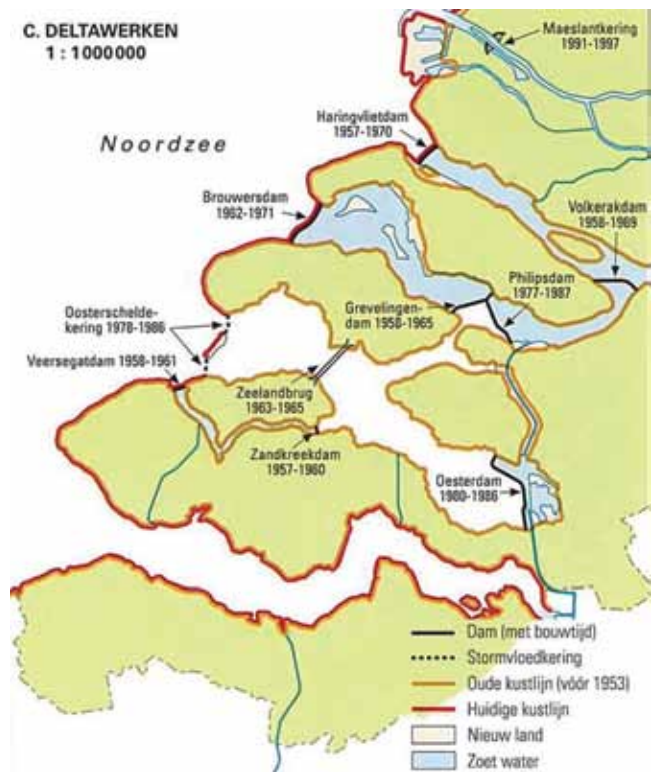 C. DELTAWERKEN
1 : 1000000
Maeslantkering
1991-1997
Noordzee
Haringvlietdam
1957-1970
Brouwersdam
1962-1971
Volkerakdam
1958-1969
Philipsdam
1977-1987
Grevelingen-
dam 1958-1965
Oosterschelde-
kering 1978-1986
Veersegatdam 1958-1961
Zeelandbrug
1963-1965
Zandkreekdam
1957-1960
Oesterdam
1980-1986
Dam (met bouwtijd)
Stormvloedkering
Oude kustlijn (vóór 1953)
Huidige kustlijn
Nieuw land
Zoet water